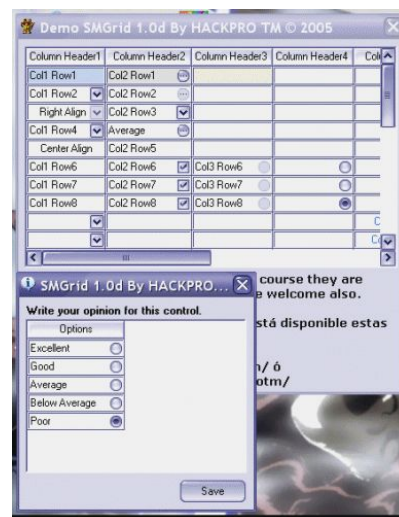 Demo SMGrid 1.0d By HACKPRO TM © 2005
Column Header1 Column Header2 Column Header3 Column Header4
Col1 Row1 Col2 Row1
Col1 Row2 Col2 Row2
Right Align Col2 Row3
Col1 Row4 Average
Center Align Col2 Row5
Col1 Row6 Col2 Row6 Col3 Row6
Col1 Row7 Col2 Row7 Col3 Row7
Col1 Row8 Col2 Row8 Col3 Row8
SMGrid 1.0d By HACKPRO...
course they are
e welcome also.
Write your opinion for this control.
stá disponible estas
Options
Excellent
Good
Average
Below Average
Poor
n/ ó
otm/
Save